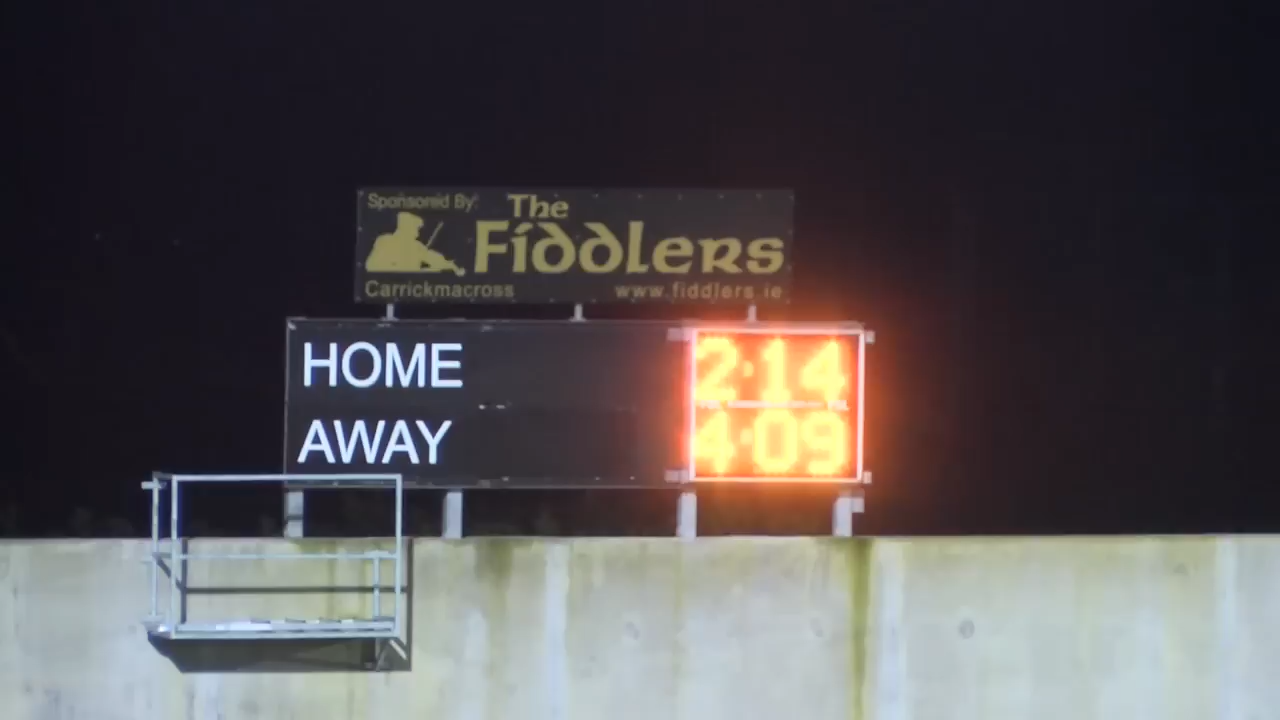 Sponsored By:
The
Fiddlers
Carrickmacross www.fiddlers.ie
HOME 2·14
AWAY 4·09